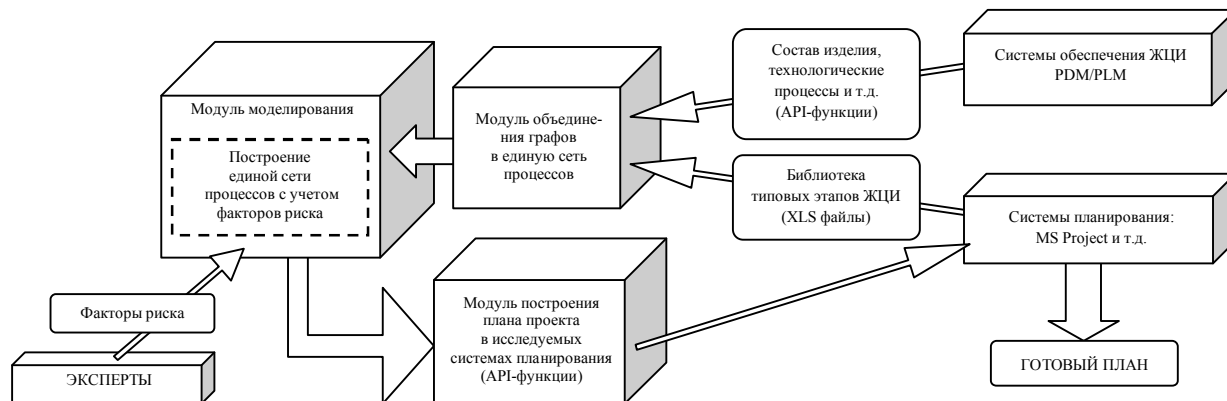 Модуль моделирования
Построение
единой сети
процессов с учетом
факторов риска
Модуль объедине-
ния графов
в единую сеть
процессов
Состав изделия,
технологические
процессы и т.д.
(API-функции)
Системы обеспечения ЖЦИ
PDM/PLM
Библиотека
типовых этапов ЖЦИ
(XLS файлы)
Системы планирования:
MS Project и т.д.
Факторы риска
ЭКСПЕРТЫ
Модуль построения
плана проекта
в исследуемых
системах планирования
(API-функции)
ГОТОВЫЙ ПЛАН